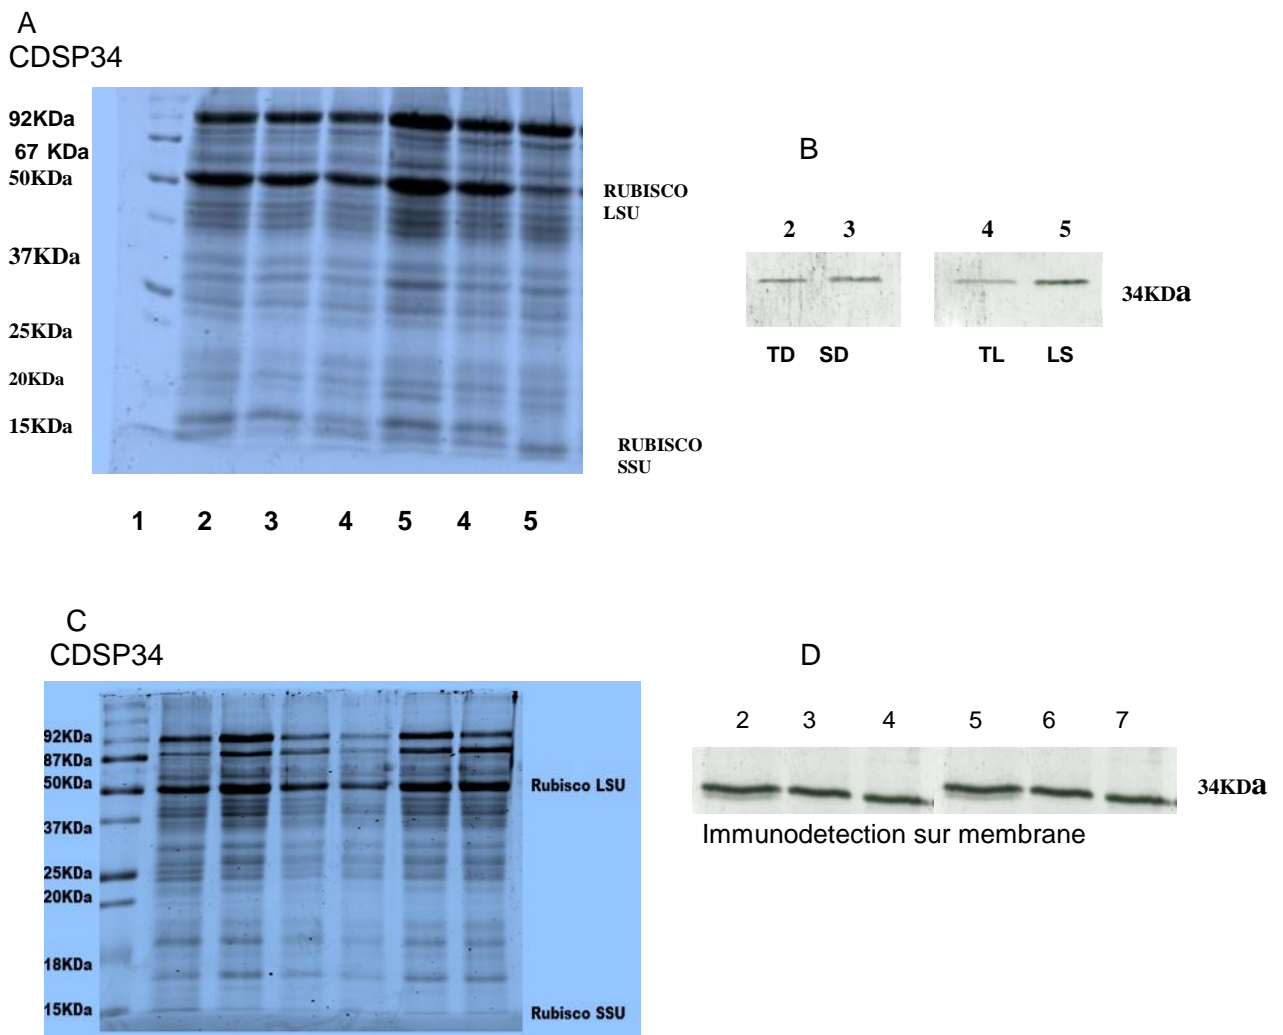 A
CDSP34
92KDa
67 KDa
50KDa
37KDa
25KDa
20KDa
15KDa
RUBISCO
LSU
RUBISCO
SSU
1 2 3 4 5 4 5
B
2 3 4 5
34KDa
TD SD TL LS
C
CDSP34
92KDa
87KDa
50KDa
37KDa
25KDa
20KDa
18KDa
15KDa
Rubisco LSU
Rubisco SSU
D
2 3 4 5 6 7
34KDa
Immunodetection sur membrane